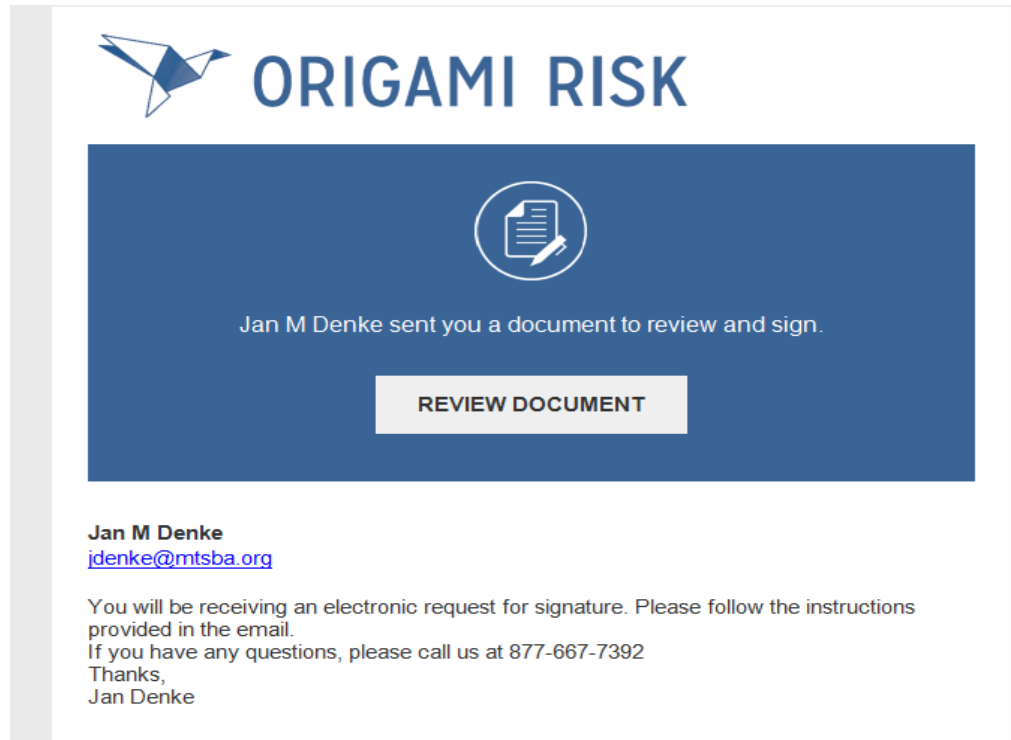 ORIGAMI RISK
Jan M Denke sent you a document to review and sign.
REVIEW DOCUMENT
Jan M Denke
jdenke@mtsba.org
You will be receiving an electronic request for signature. Please follow the instructions
provided in the email.
If you have any questions, please call us at 877-667-7392
Thanks,
Jan Denke